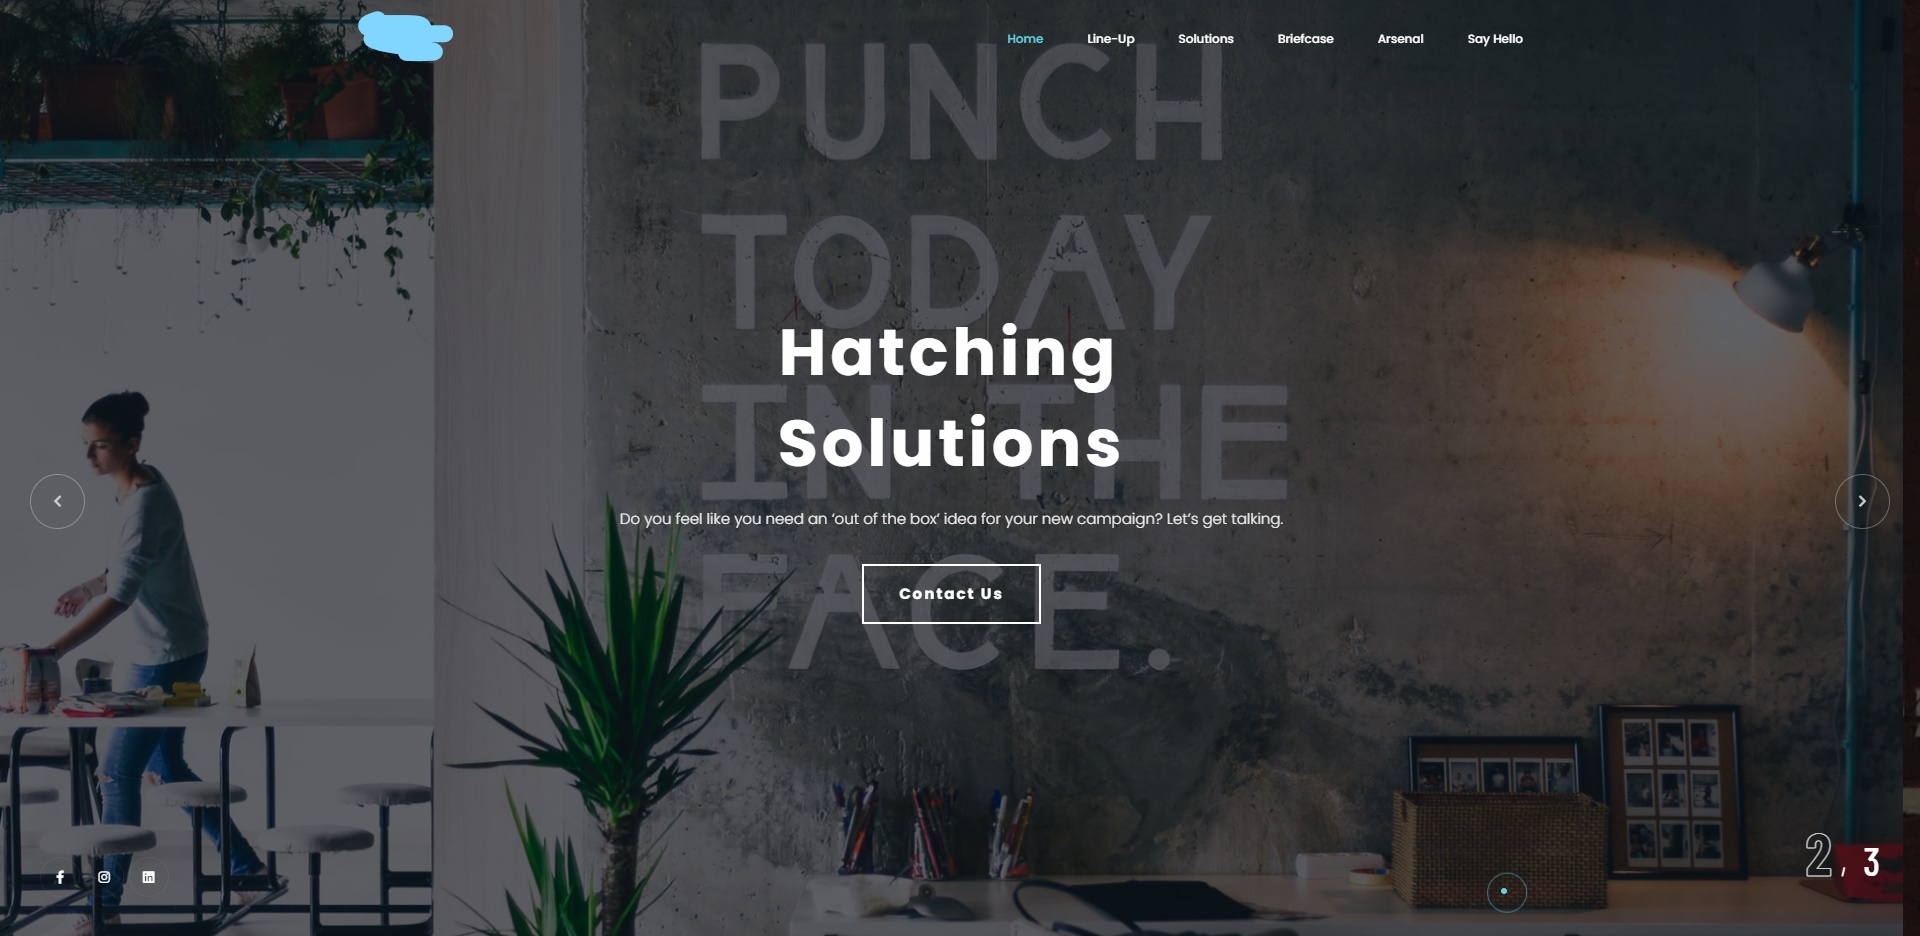 Home Line-Up Solutions Briefcase Arsenal Say Hello
PUNCH
TODAY
IN THE
FACE.
Hatching
Solutions
Do you feel like you need an ‘out of the box’ idea for your new campaign? Let’s get talking.
Contact Us
2, 3